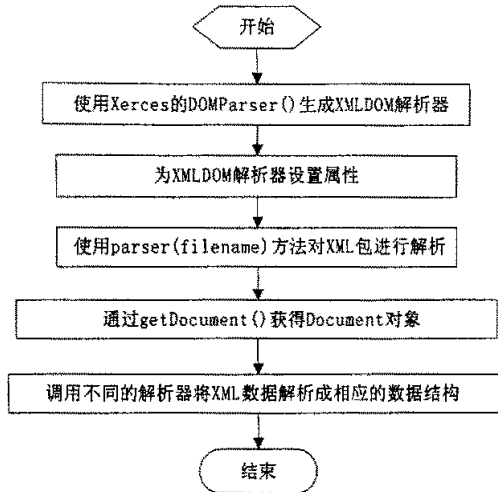 开始
使用Xerces的DOMParser()生成XMLDOM解析器
为XMLDOM解析器设置属性
使用parser(filename)方法对XML包进行解析
通过getDocument()获得Document对象
调用不同的解析器将XML数据解析成相应的数据结构
结束